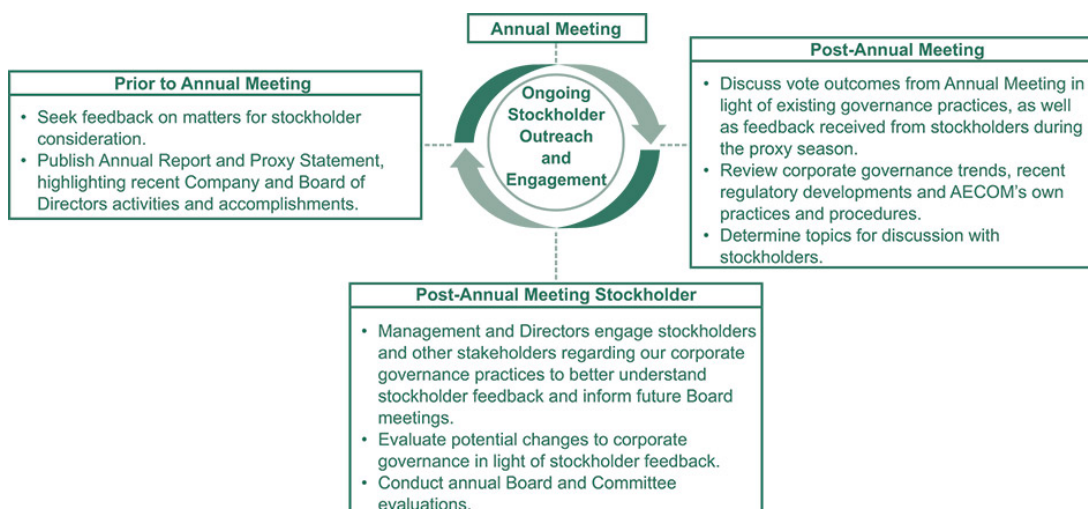 Annual Meeting
Prior to Annual Meeting
• Seek feedback on matters for stockholder
consideration.
• Publish Annual Report and Proxy Statement,
highlighting recent Company and Board of
Directors activities and accomplishments.
Ongoing
Stockholder
Outreach
and
Engagement
Post-Annual Meeting
• Discuss vote outcomes from Annual Meeting in
light of existing governance practices, as well
as feedback received from stockholders during
the proxy season.
• Review corporate governance trends, recent
regulatory developments and AECOM's own
practices and procedures.
• Determine topics for discussion with
stockholders.
Post-Annual Meeting Stockholder
• Management and Directors engage stockholders
and other stakeholders regarding our corporate
governance practices to better understand
stockholder feedback and inform future Board
meetings.
• Evaluate potential changes to corporate
governance in light of stockholder feedback.
• Conduct annual Board and Committee
evaluations.